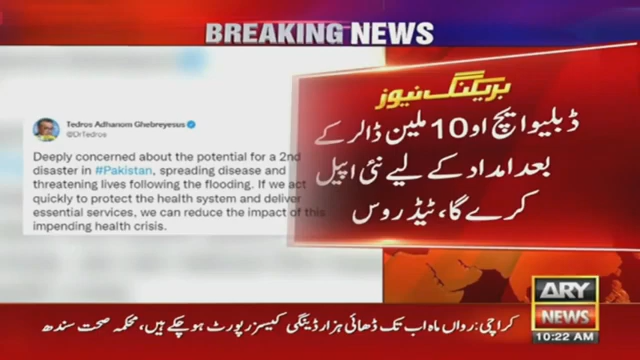 BREAKING NEWS
Tedros Adhanom Ghebreyesus
@DrTedros
Deeply concerned about the potential for a 2nd
disaster in #Pakistan, spreading disease and
threatening lives following the flooding. If we act
quickly to protect the health system and deliver
essential services, we can reduce the impact of this
impending health crisis.
بریکنگ نیوز
ڈبلیو ایچ او 10 ملین ڈالر کے
بعد امداد کے لیے نئی اپیل
کرے گا، ٹیڈروس
ARY
NEWS
10:22 AM
کراچی: رواں ماہ اب تک ڈھائی ہزار ڈینگی کیسز رپورٹ ہوچکے ہیں، محکمہ صحت سندھ